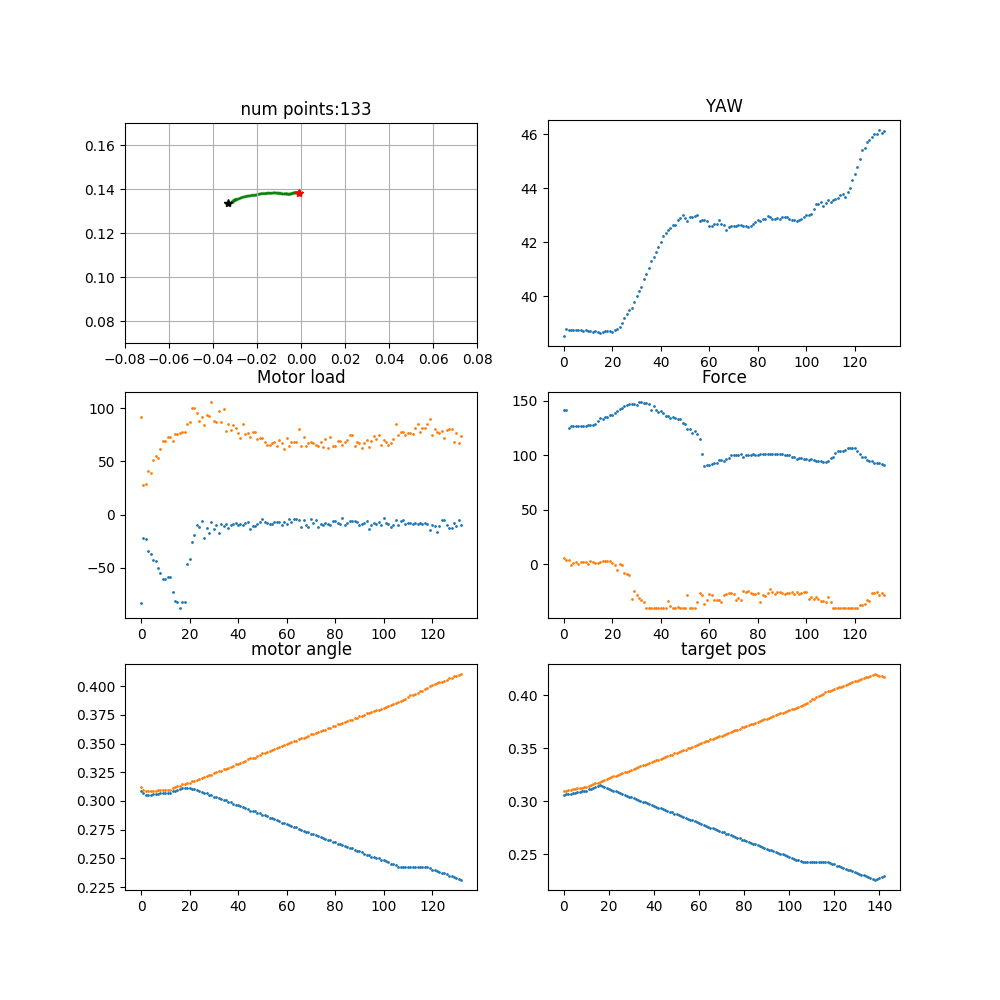 num points:133
0.16
0.14
0.12
0.10
0.08
−0.08 −0.06 −0.04 −0.02 0.00 0.02 0.04 0.06 0.08
YAW
46
44
42
40
0 20 40 60 80 100 120
Motor load
100
50
0
−50
0 20 40 60 80 100 120
Force
150
100
50
0
0 20 40 60 80 100 120
motor angle
0.400
0.375
0.350
0.325
0.300
0.275
0.250
0.225
0 20 40 60 80 100 120
target pos
0.40
0.35
0.30
0.25
0 20 40 60 80 100 120 140